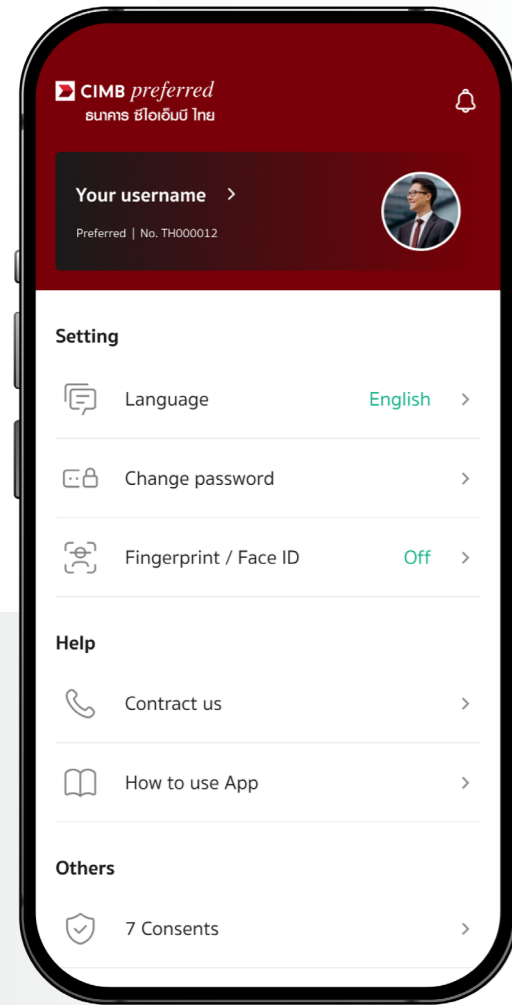 CIMB preferred
ธนาคาร ซีไอเอ็มบี ไทย
Your username
Preferred | No. TH000012
Setting
Language English
Change password
Fingerprint / Face ID Off
Help
Contract us
How to use App
Others
7 Consents